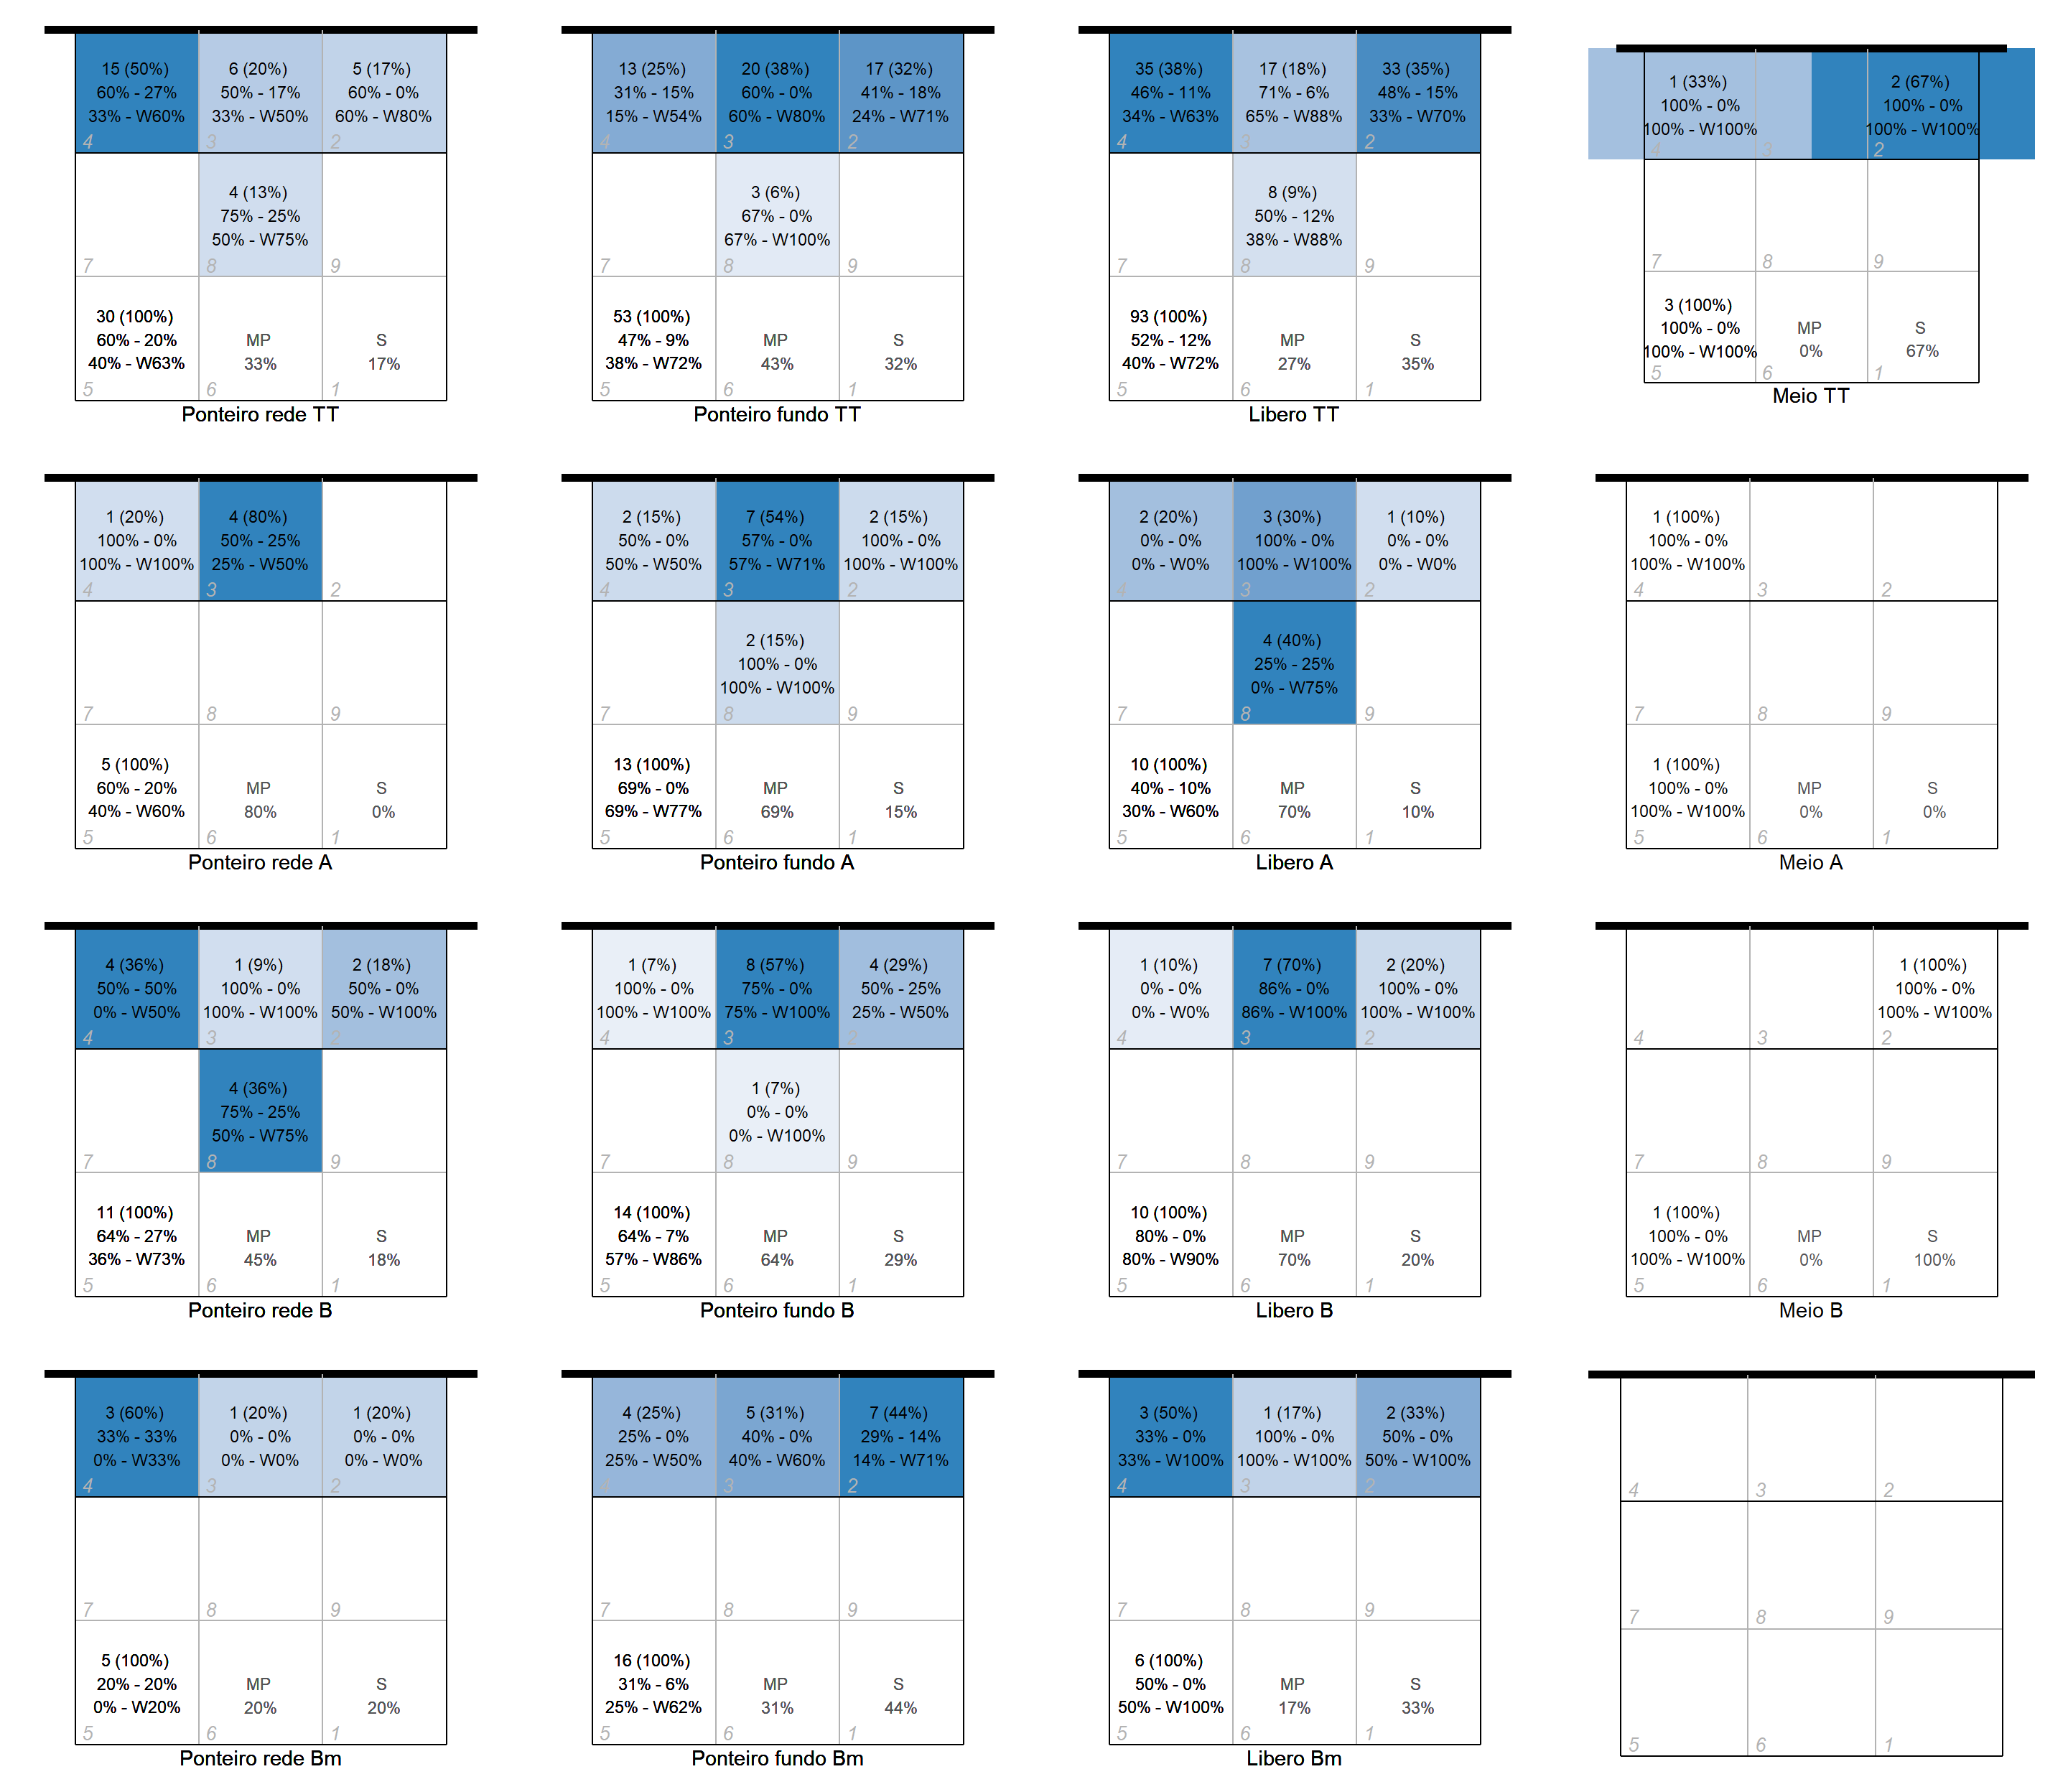 15 (50%)
60% - 27%
33% - W60%
4
6 (20%)
50% - 17%
33% - W50%
3
5 (17%)
60% - 0%
60% - W80%
2
7
4 (13%)
75% - 25%
50% - W75%
8
9
30 (100%)
60% - 20%
40% - W63%
5
MP
33%
6
S
17%
1
Ponteiro rede TT
13 (25%)
31% - 15%
15% - W54%
4
20 (38%)
60% - 0%
60% - W80%
3
17 (32%)
41% - 18%
24% - W71%
2
7
3 (6%)
67% - 0%
67% - W100%
8
9
53 (100%)
47% - 9%
38% - W72%
5
MP
43%
6
S
32%
1
Ponteiro fundo TT
35 (38%)
46% - 11%
34% - W63%
4
17 (18%)
71% - 6%
65% - W88%
3
33 (35%)
48% - 15%
33% - W70%
2
7
8 (9%)
50% - 12%
38% - W88%
8
9
93 (100%)
52% - 12%
40% - W72%
5
MP
27%
6
S
35%
1
Libero TT
1 (33%)
100% - 0%
100% - W100%
4
3
2 (67%)
100% - 0%
100% - W100%
2
7
8
9
3 (100%)
100% - 0%
100% - W100%
5
MP
0%
6
S
67%
1
Meio TT
1 (20%)
100% - 0%
100% - W100%
4
4 (80%)
50% - 25%
25% - W50%
3
2
7
8
9
5 (100%)
60% - 20%
40% - W60%
5
MP
80%
6
S
0%
1
Ponteiro rede A
2 (15%)
50% - 0%
50% - W50%
4
7 (54%)
57% - 0%
57% - W71%
3
2 (15%)
100% - 0%
100% - W100%
2
7
2 (15%)
100% - 0%
100% - W100%
8
9
13 (100%)
69% - 0%
69% - W77%
5
MP
69%
6
S
15%
1
Ponteiro fundo A
2 (20%)
0% - 0%
0% - W0%
4
3 (30%)
100% - 0%
100% - W100%
3
1 (10%)
0% - 0%
0% - W0%
2
7
4 (40%)
25% - 25%
0% - W75%
8
9
10 (100%)
40% - 10%
30% - W60%
5
MP
70%
6
S
10%
1
Libero A
1 (100%)
100% - 0%
100% - W100%
4
3
2
7
8
9
1 (100%)
100% - 0%
100% - W100%
5
MP
0%
6
S
0%
1
Meio A
4 (36%)
50% - 50%
0% - W50%
4
1 (9%)
100% - 0%
100% - W100%
3
2 (18%)
50% - 0%
50% - W100%
2
7
4 (36%)
75% - 25%
50% - W75%
8
9
11 (100%)
64% - 27%
36% - W73%
5
MP
45%
6
S
18%
1
Ponteiro rede B
1 (7%)
100% - 0%
100% - W100%
4
8 (57%)
75% - 0%
75% - W100%
3
4 (29%)
50% - 25%
25% - W50%
2
7
1 (7%)
0% - 0%
0% - W100%
8
9
14 (100%)
64% - 7%
57% - W86%
5
MP
64%
6
S
29%
1
Ponteiro fundo B
1 (10%)
0% - 0%
0% - W0%
4
7 (70%)
86% - 0%
86% - W100%
3
2 (20%)
100% - 0%
100% - W100%
2
7
8
9
10 (100%)
80% - 0%
80% - W90%
5
MP
70%
6
S
20%
1
Libero B
4
3
1 (100%)
100% - 0%
100% - W100%
2
7
8
9
1 (100%)
100% - 0%
100% - W100%
5
MP
0%
6
S
100%
1
Meio B
3 (60%)
33% - 33%
0% - W33%
4
1 (20%)
0% - 0%
0% - W0%
3
1 (20%)
0% - 0%
0% - W0%
2
7
8
9
5 (100%)
20% - 20%
0% - W20%
5
MP
20%
6
S
20%
1
Ponteiro rede Bm
4 (25%)
25% - 0%
25% - W50%
4
5 (31%)
40% - 0%
40% - W60%
3
7 (44%)
29% - 14%
14% - W71%
2
7
8
9
16 (100%)
31% - 6%
25% - W62%
5
MP
31%
6
S
44%
1
Ponteiro fundo Bm
3 (50%)
33% - 0%
33% - W100%
4
1 (17%)
100% - 0%
100% - W100%
3
2 (33%)
50% - 0%
50% - W100%
2
7
8
9
6 (100%)
50% - 0%
50% - W100%
5
MP
17%
6
S
33%
1
Libero Bm
4
3
2
7
8
9
5
6
1